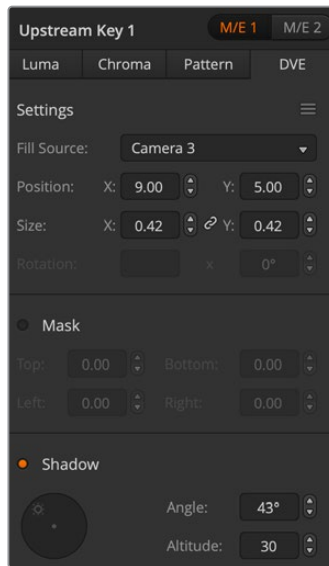 Upstream Key 1 M/E 1 M/E 2
Luma Chroma Pattern DVE
Settings
Fill Source: Camera 3
Position: X: 9.00 Y: 5.00
Size: X: 0.42 Y: 0.42
Rotation: x 0°
Mask
Top: 0.00 Bottom: 0.00
Left: 0.00 Right: 0.00
Shadow
Angle: 43°
Altitude: 30